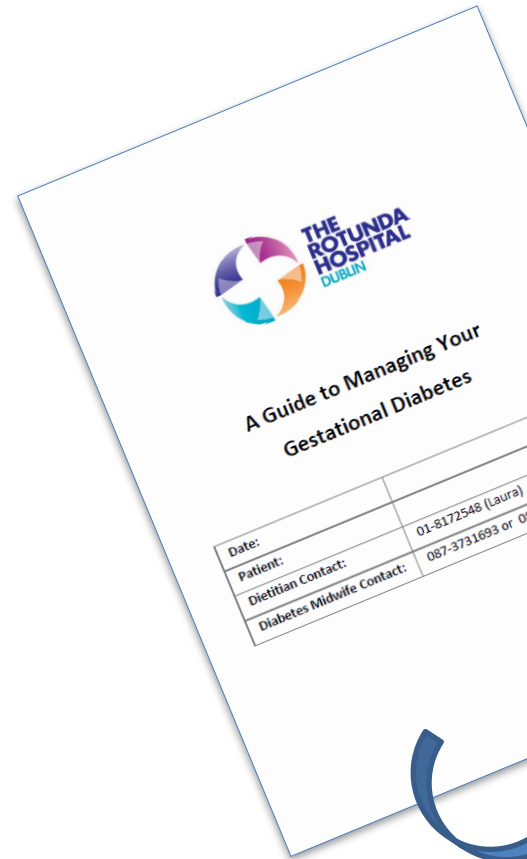 THE
ROTUNDA
HOSPITAL
DUBLIN
A Guide to Managing Your
Gestational Diabetes
Date:
Patient:
Dietitian Contact: 01-8172548 (Laura)
Diabetes Midwife Contact: 087-3731693 or